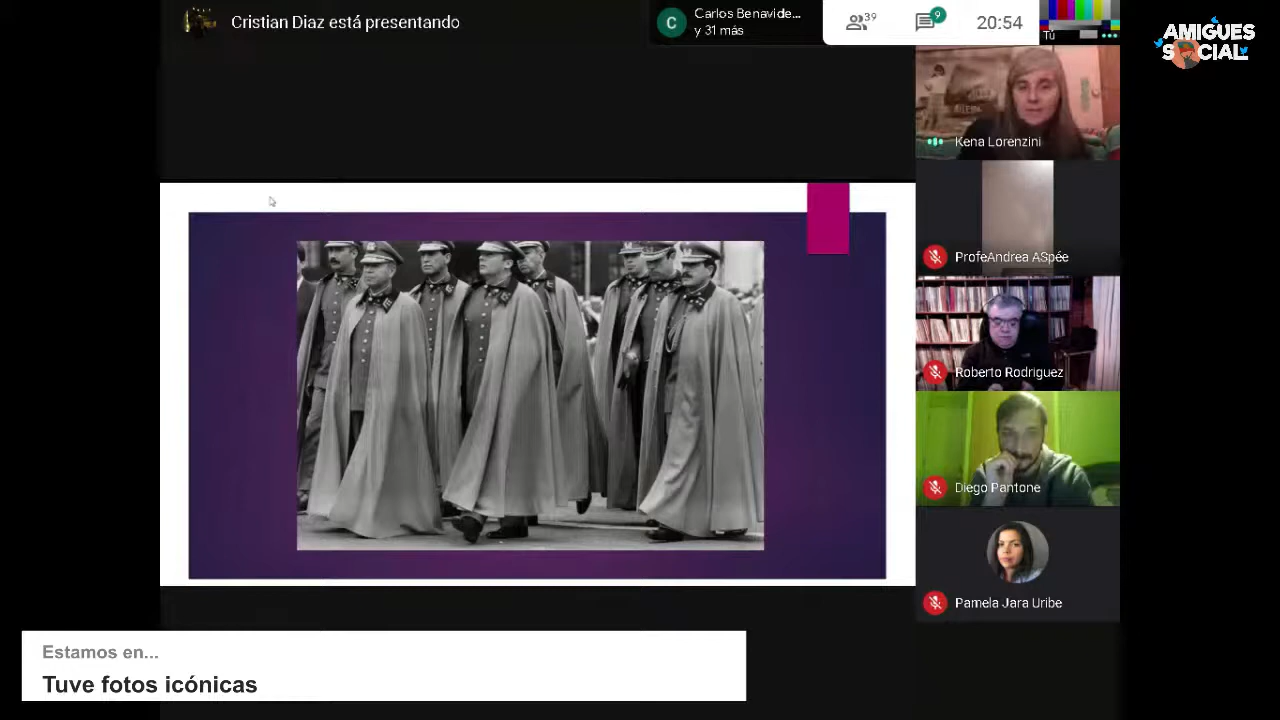 Cristian Diaz está presentando
C
Carlos Benavide...
y 31 más
39
9
20:54
Tú
AMIGUES
SOCIAL
Kena Lorenzini
ProfeAndrea ASpée
Roberto Rodriguez
Diego Pantone
Pamela Jara Uribe
Estamos en...
Tuve fotos icónicas